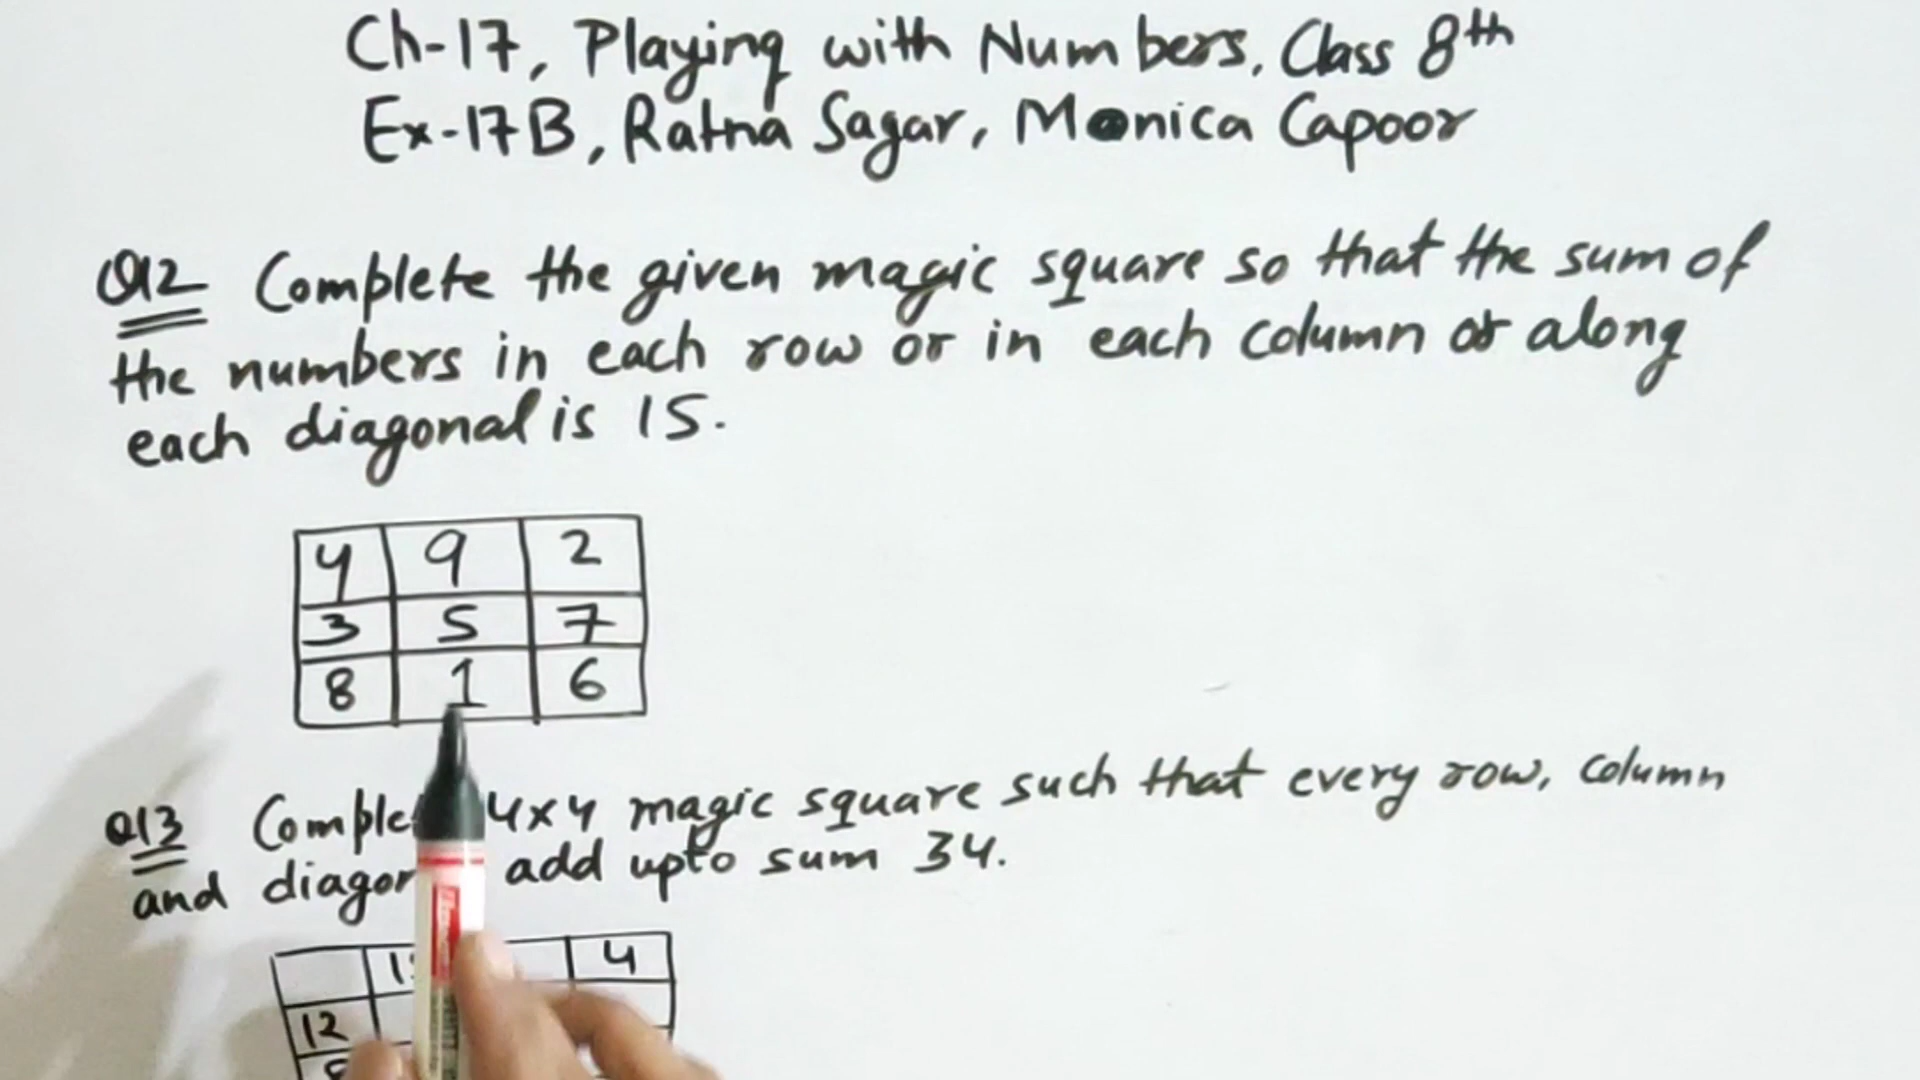 Ch-17, Playing with Numbers, Class 8th
Ex-17B, Ratna Sagar, Monica Capoor
Q12 Complete the given magic square so that the sum of
the numbers in each row or in each column or along
each diagonal is 15.
4 9 2
3 5 7
8 1 6
Q13 4x4 magic square such that every row, column
and add upto sum 34.
4
12